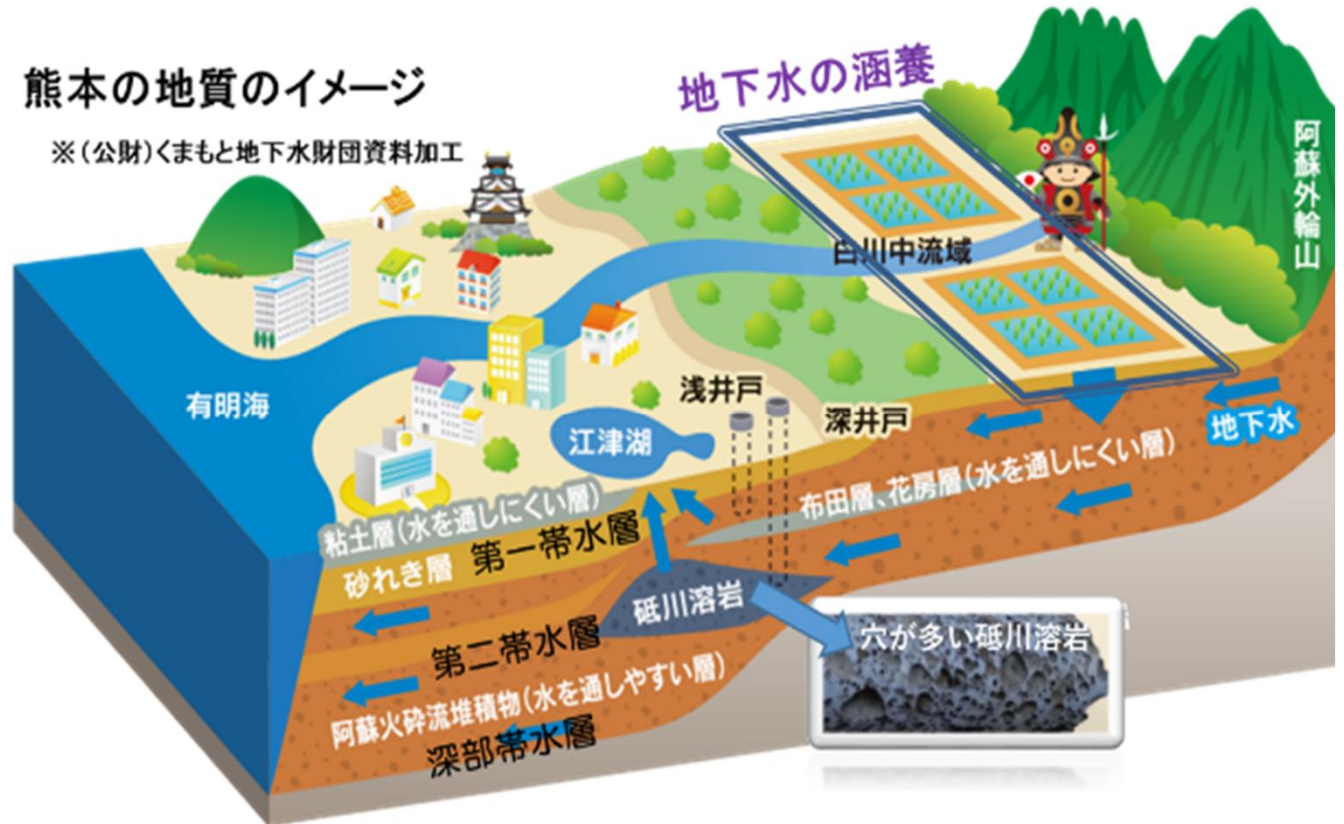 熊本の地質のイメージ
※(公財)くまもと地下水財団資料加工
地下水の涵養
阿蘇外輪山
白川中流域
有明海
浅井戸
深井戸
江津湖
地下水
布田層、花房層(水を通しにくい層)
粘土層(水を通しにくい層)
砂れき層
第一帯水層
砥川溶岩
穴が多い砥川溶岩
第二帯水層
阿蘇火砕流堆積物(水を通しやすい層)
深部帯水層